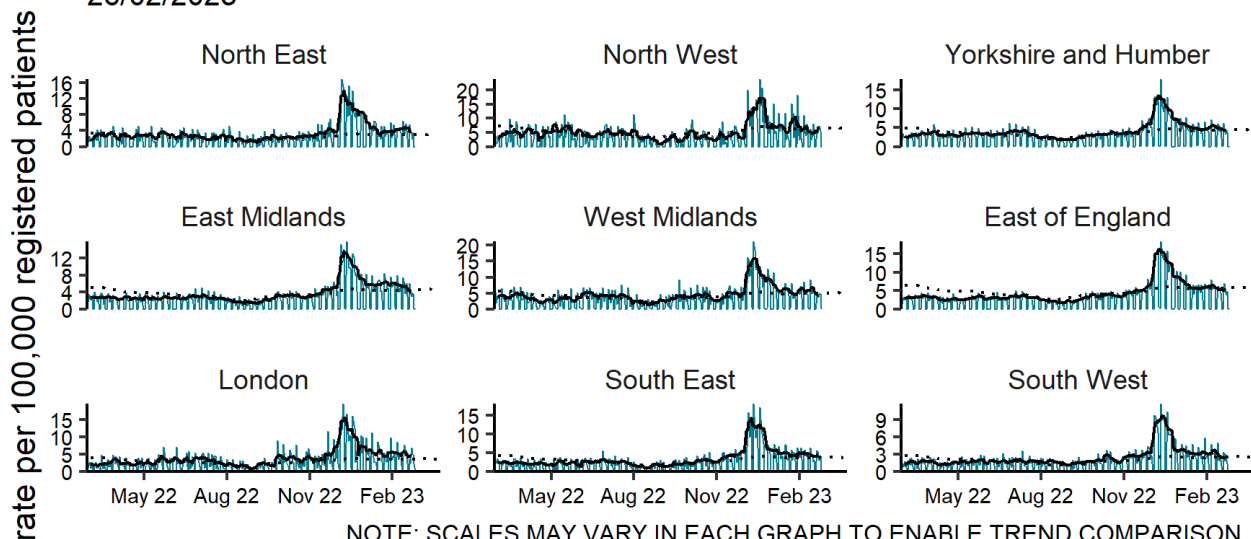 rate per 100,000 registered patients
North East
16
12
8
4
0
North West
20
15
10
5
0
Yorkshire and Humber
15
10
5
0
East Midlands
12
8
4
0
West Midlands
20
15
10
5
0
East of England
15
10
5
0
London
15
10
5
0
South East
15
10
5
0
South West
9
6
3
0
May 22 Aug 22 Nov 22 Feb 23
May 22 Aug 22 Nov 22 Feb 23
May 22 Aug 22 Nov 22 Feb 23
NOTE: SCALES MAY VARY IN EACH GRAPH TO ENABLE TREND COMPARISON